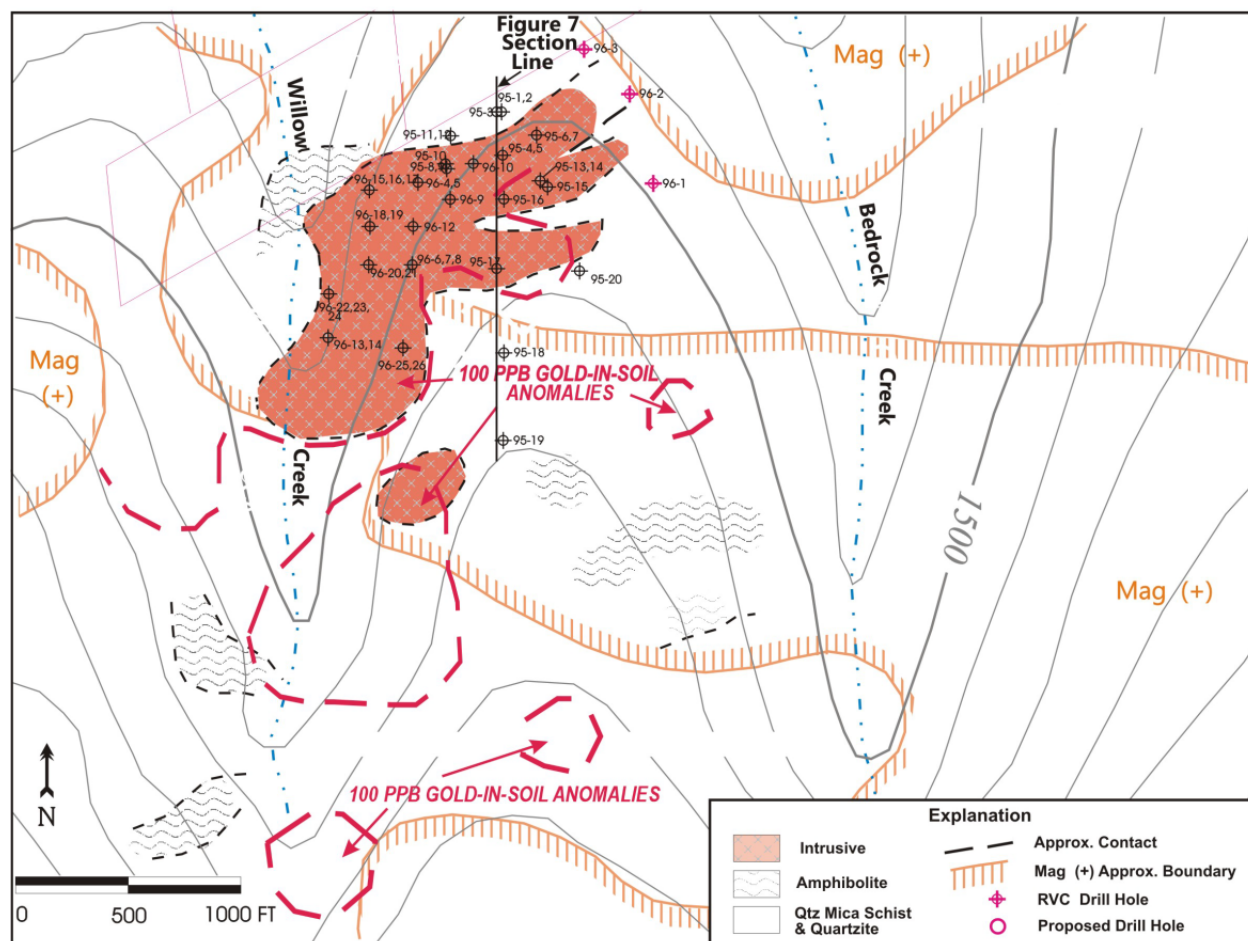 Figure 7
Section
Line
96-3
Mag (+)
Willow
96-2
95-1,2
95-3
95-11,12
95-6,7
95-4,5
95-10
95-8,
96-10
95-13,14
96-15,16,17
96-4,5
95-15
96-1
96-9
95-16
96-18,19
96-12
Bedrock
96-6,7,8
95-17
96-20,21
95-20
96-22,23,
24
96-13,14
95-18
Mag
(+)
96-25,26
100 PPB GOLD-IN-SOIL
ANOMALIES
Creek
95-19
Creek
1500
Mag (+)
N
100 PPB GOLD-IN-SOIL ANOMALIES
0 500 1000 FT
Explanation
Intrusive
Approx. Contact
Amphibolite
Mag (+) Approx. Boundary
Qtz Mica Schist
& Quartzite
RVC Drill Hole
Proposed Drill Hole